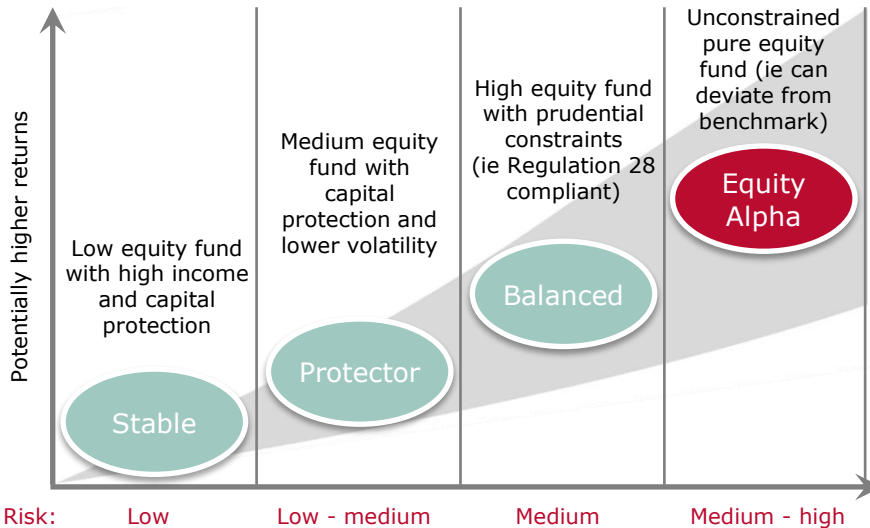 Potentially higher returns
Low equity fund
with high income
and capital
protection
Stable
Medium equity
fund with
capital
protection and
lower volatility
Protector
High equity fund
with prudential
constraints
(ie Regulation 28
compliant)
Balanced
Unconstrained
pure equity
fund (ie can
deviate from
benchmark)
Equity
Alpha
Risk: Low Low - medium Medium Medium - high